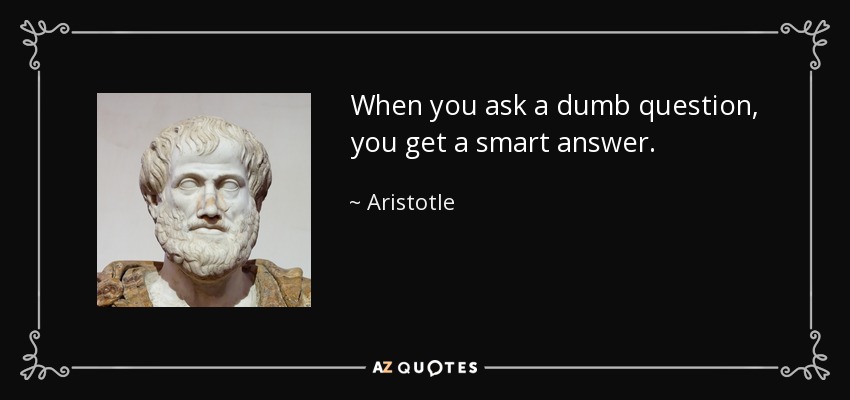 When you ask a dumb question,
you get a smart answer.
~ Aristotle
AZ QUOTES